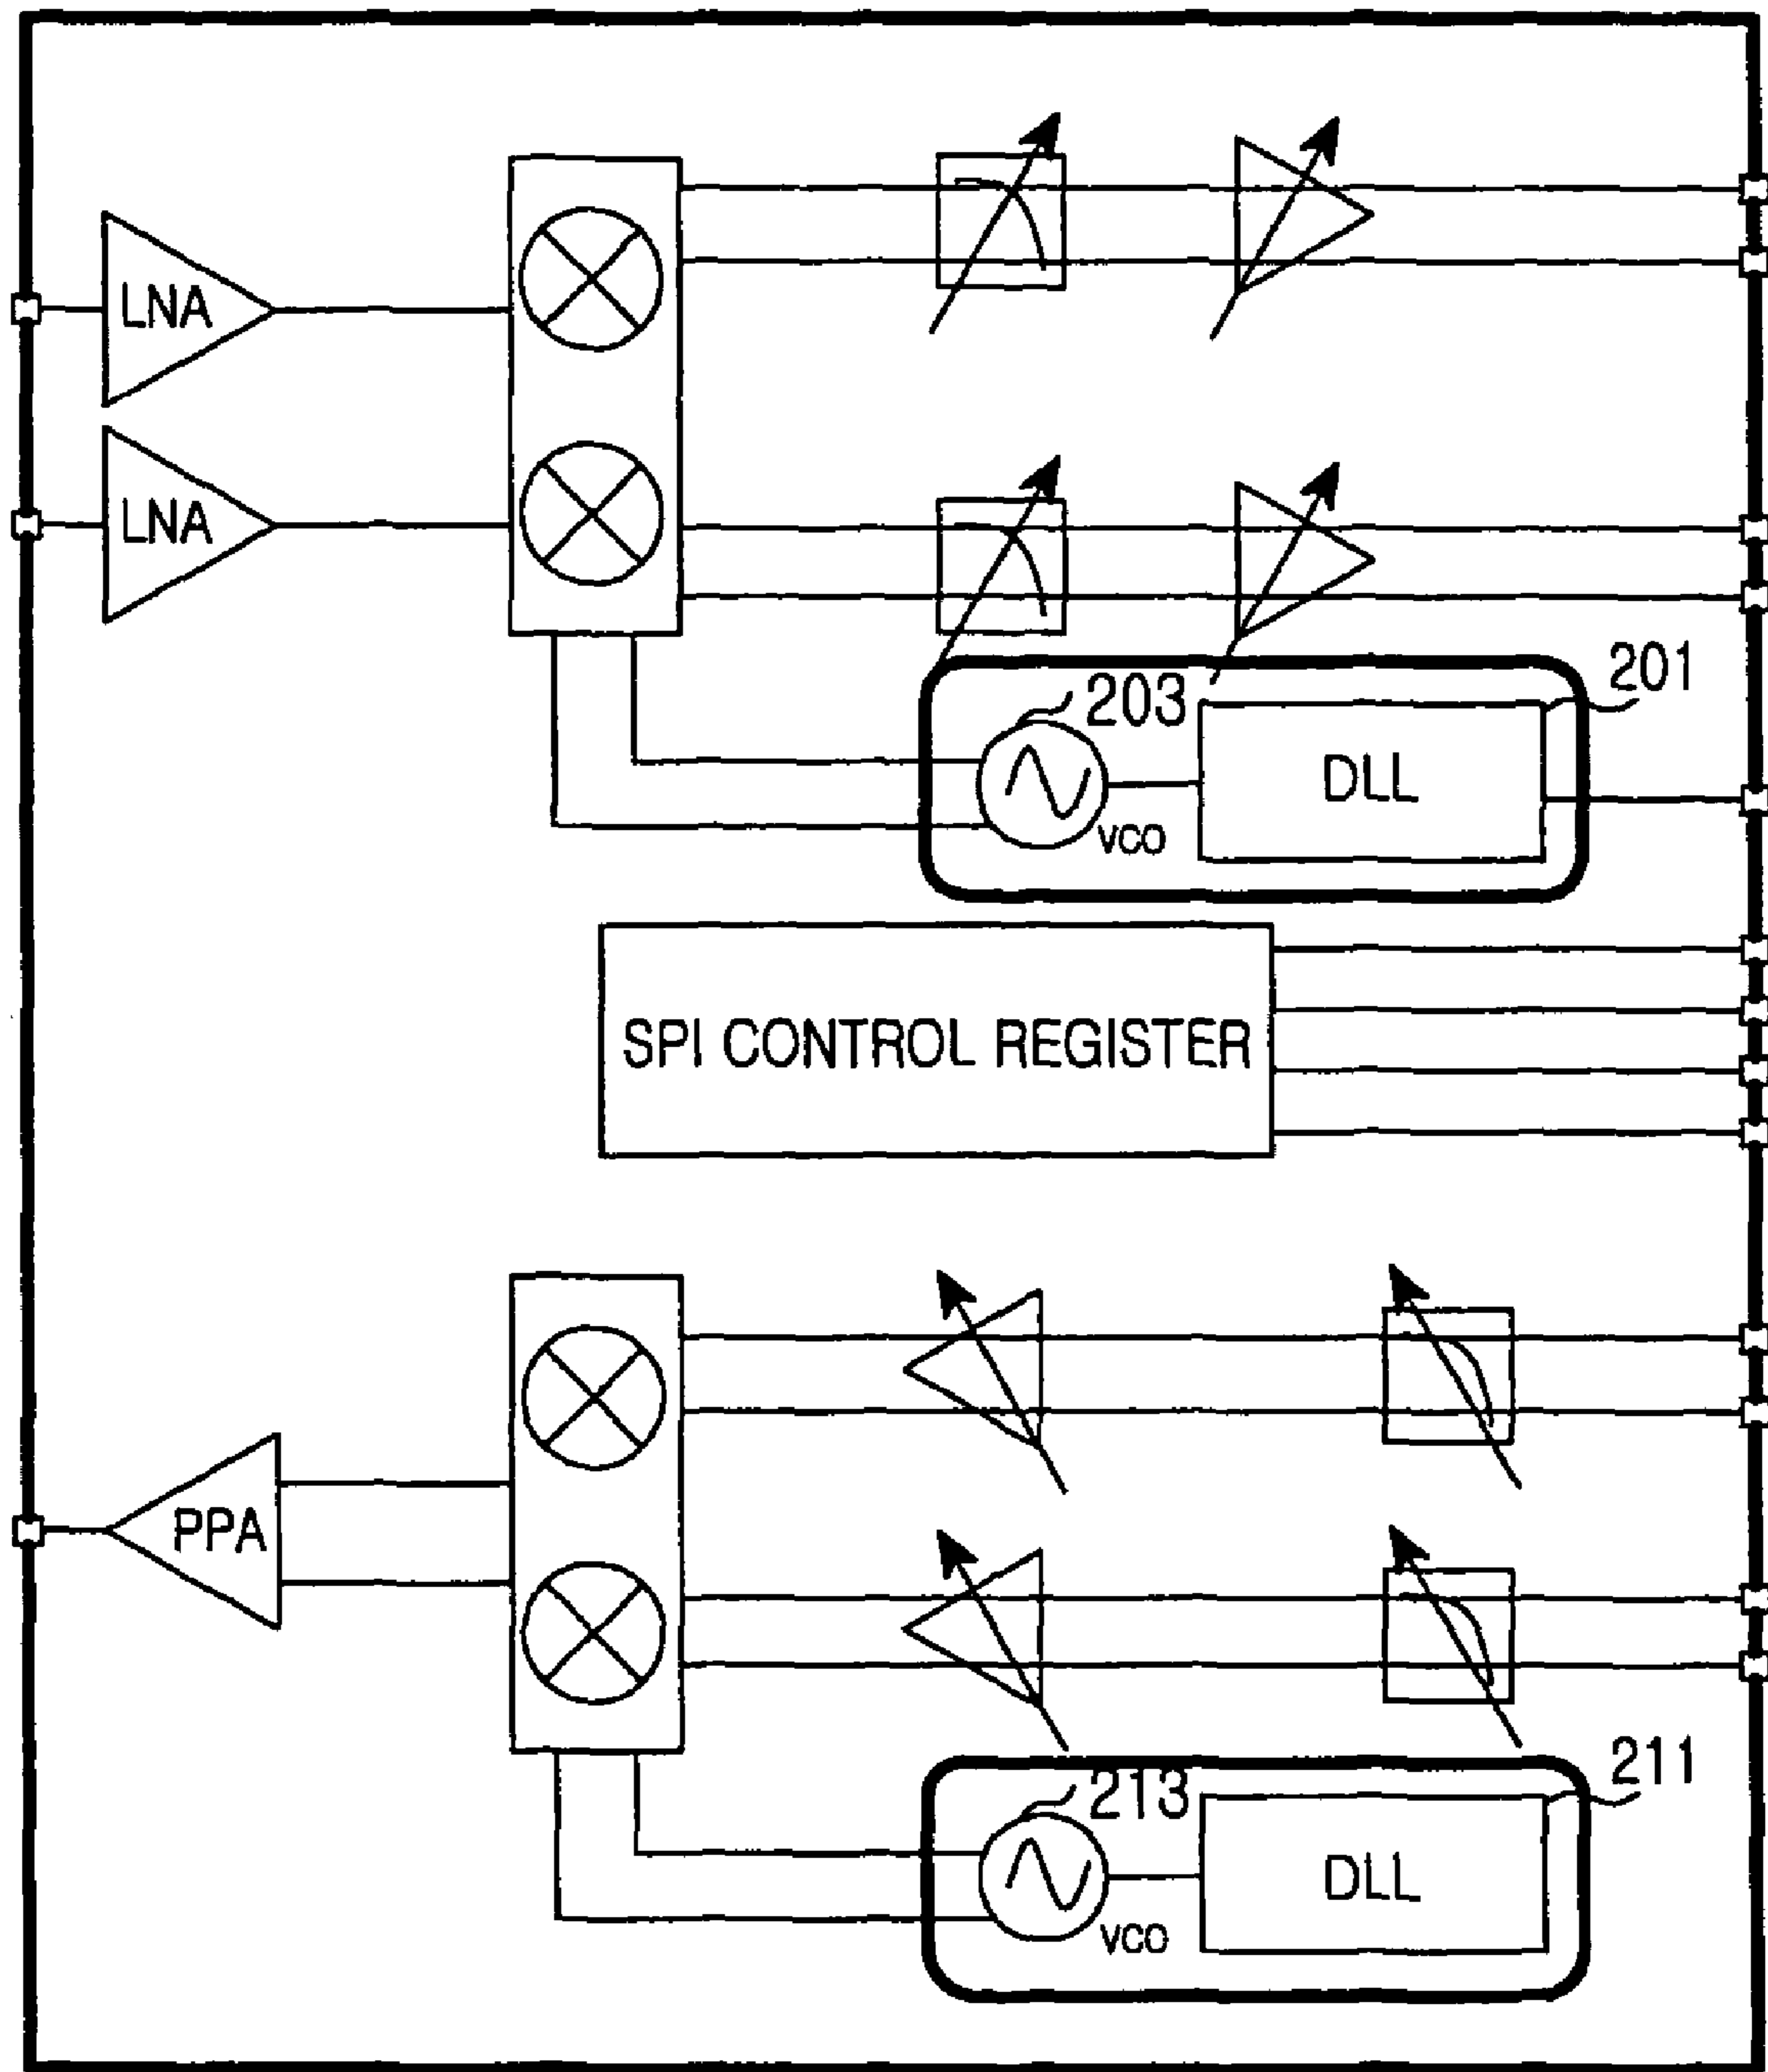 LNA
LNA
201
203
DLL
VCO
SPI CONTROL REGISTER
PPA
211
213
DLL
VCO